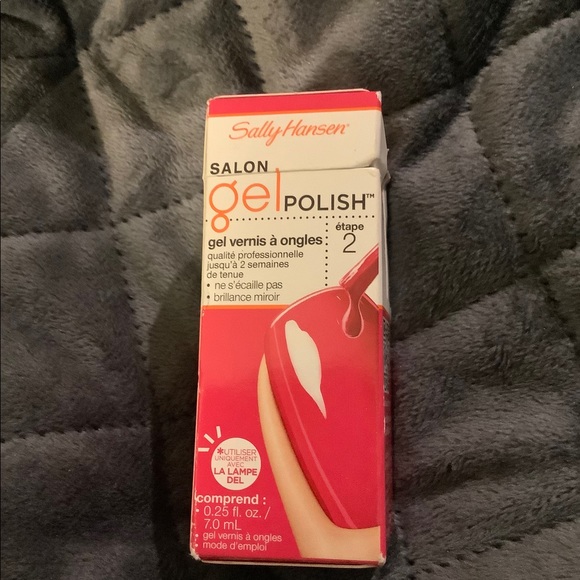 Sally Hansen®
SALON
gel POLISH™
gel vernis à ongles
qualité professionnelle
jusqu'à 2 semaines
de tenue
• ne s'écaille pas
• brillance miroir
étape
2
*UTILISER
UNIQUEMENT
AVEC
LA LAMPE
DEL
comprend :
• 0.25 fl. oz. /
7.0 mL
gel vernis à ongles
mode d'emploi